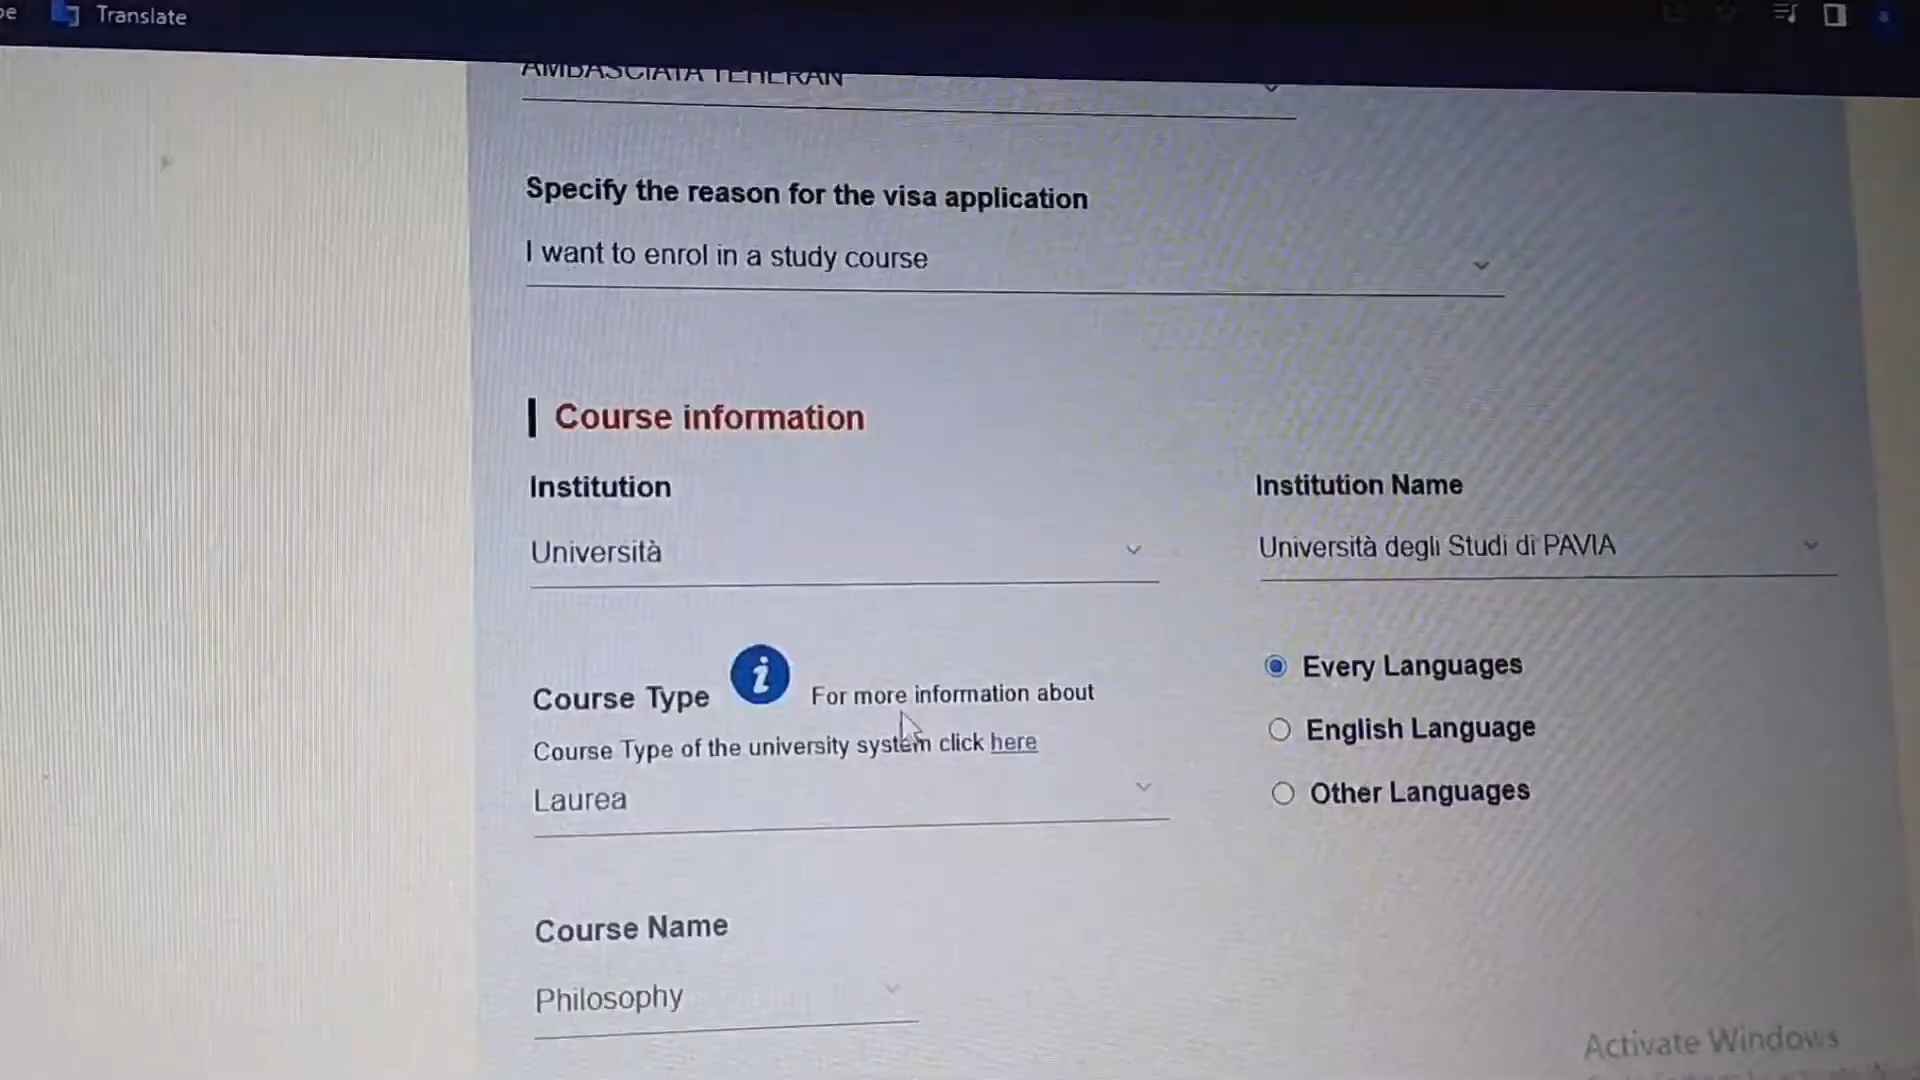 Translate
AMBASCIATA TEHERAN
Specify the reason for the visa application
I want to enrol in a study course
Course information
Institution
Institution Name
Università
Università degli Studi di PAVIA
Course Type
For more information about
Course Type of the university system click here
Laurea
Every Languages
English Language
Other Languages
Course Name
Philosophy
Activate Windows